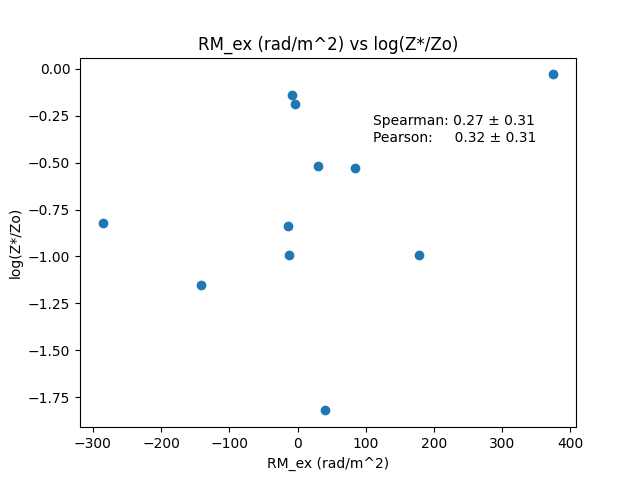 RM_ex (rad/m^2) vs log(Z*/Zo)
0.00
−0.25
−0.50
−0.75
−1.00
−1.25
−1.50
−1.75
log(Z*/Zo)
Spearman: 0.27 ± 0.31
Pearson: 0.32 ± 0.31
−300 −200 −100 0 100 200 300 400
RM_ex (rad/m^2)